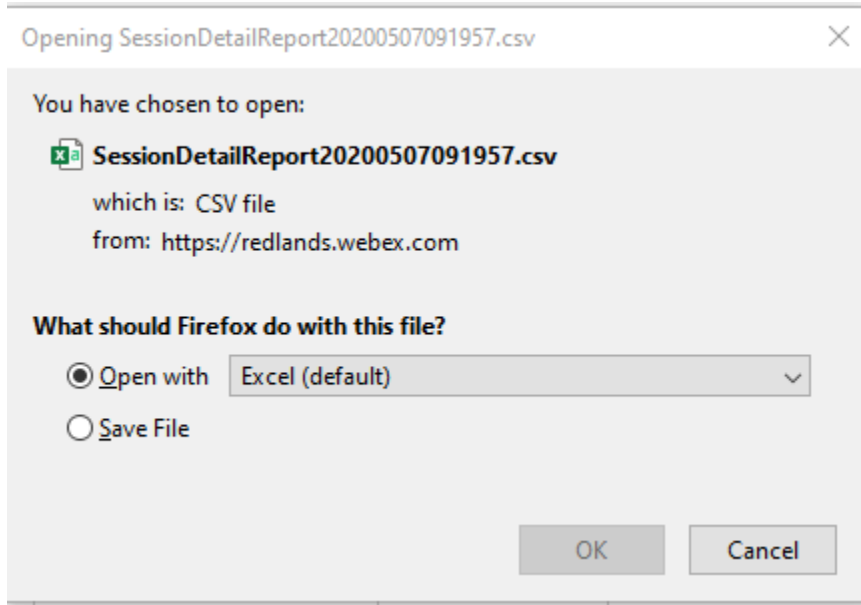 Opening SessionDetailReport20200507091957.csv
You have chosen to open:
SessionDetailReport20200507091957.csv
which is: CSV file
from: https://redlands.webex.com
What should Firefox do with this file?
Open with Excel (default)
Save File
OK Cancel